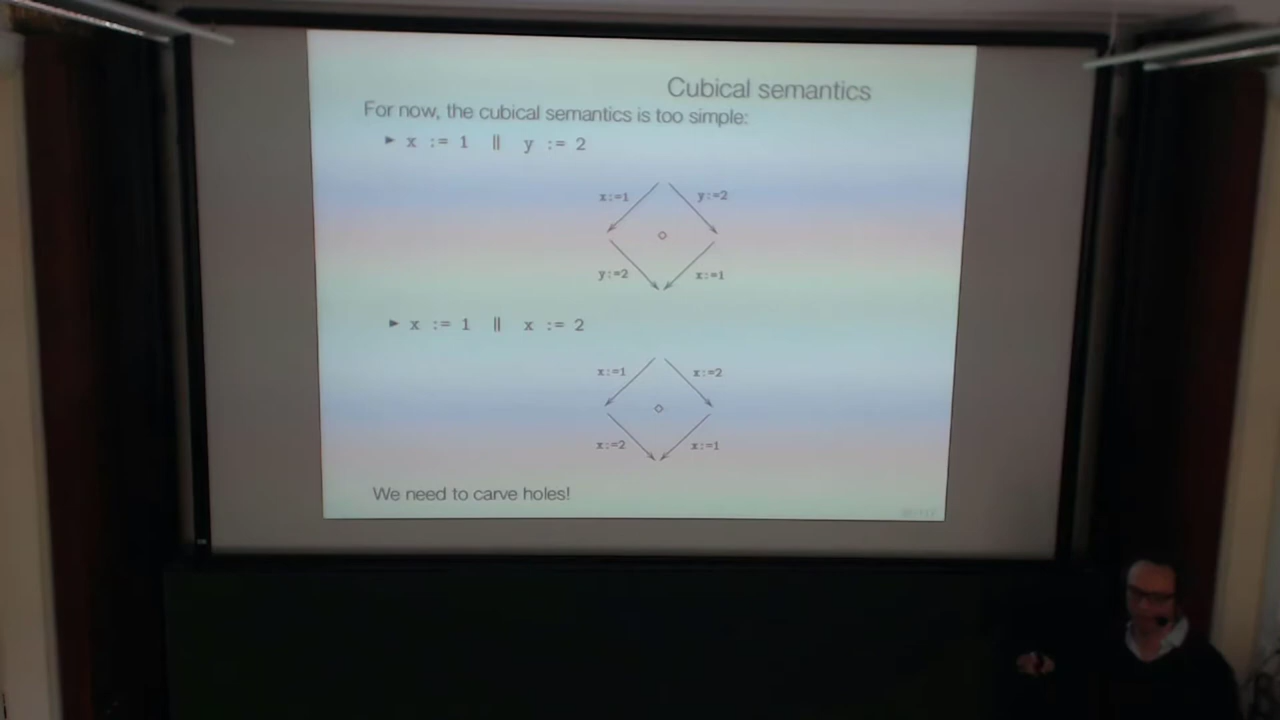 Cubical semantics
For now, the cubical semantics is too simple:
► x := 1 || y := 2
x:=1 y:=2
◇
y:=2 x:=1
► x := 1 || x := 2
x:=1 x:=2
◇
x:=2 x:=1
We need to carve holes!